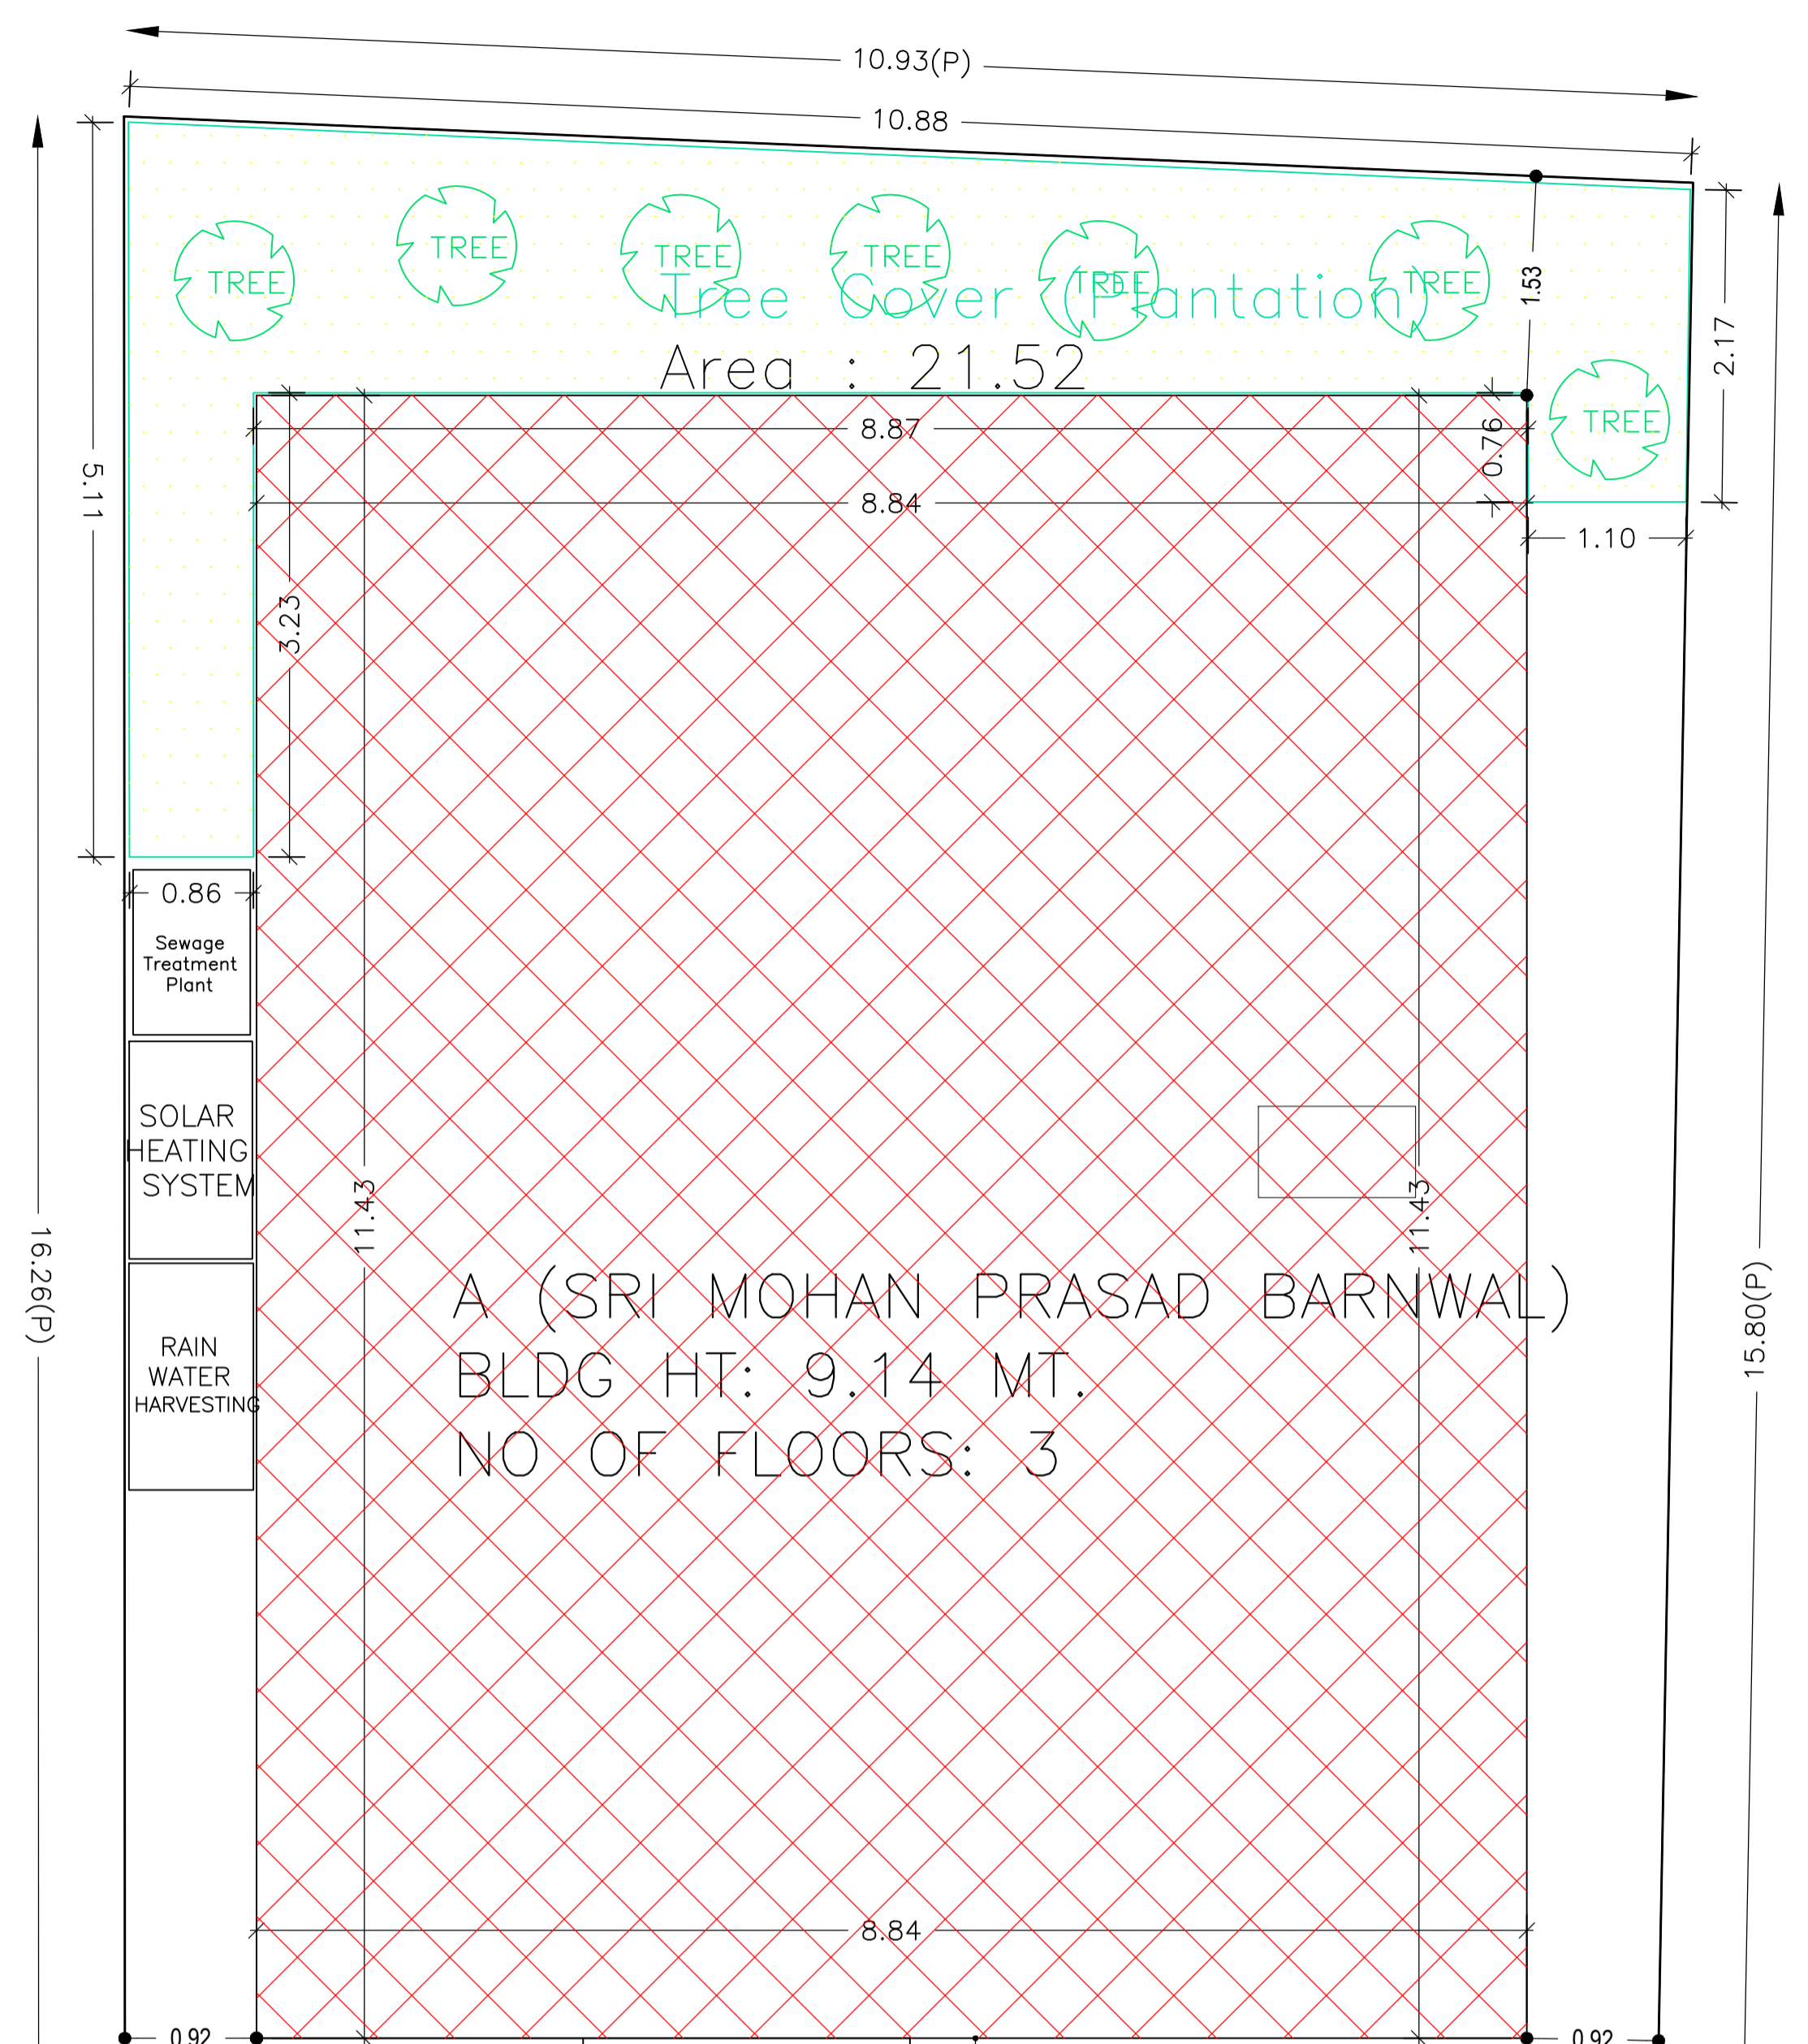 10.93(P)
10.88
TREE
TREE
TREE
TREE
TREE
TREE
TREE
Tree Cover (Plantation)
Area : 21.52
1.53
2.17
8.87
0.76
8.84
1.10
5.11
3.23
0.86
Sewage
Treatment
Plant
SOLAR
HEATING
SYSTEM
11.43
11.43
16.26(P)
15.80(P)
A (SRI MOHAN PRASAD BARNWAL)
BLDG HT: 9.14 MT.
NO OF FLOORS: 3
RAIN
WATER
HARVESTING
8.84
0.92
0.92